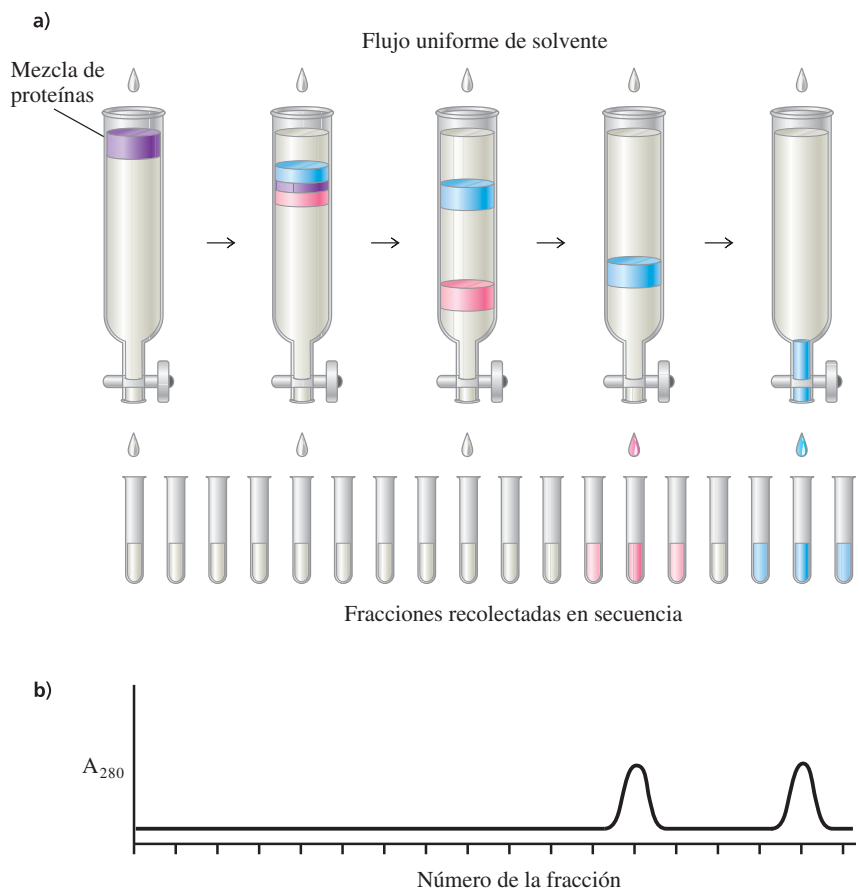 a)
Flujo uniforme de solvente
Mezcla de
proteínas
Fracciones recolectadas en secuencia
b)
A₂₈₀
Número de la fracción